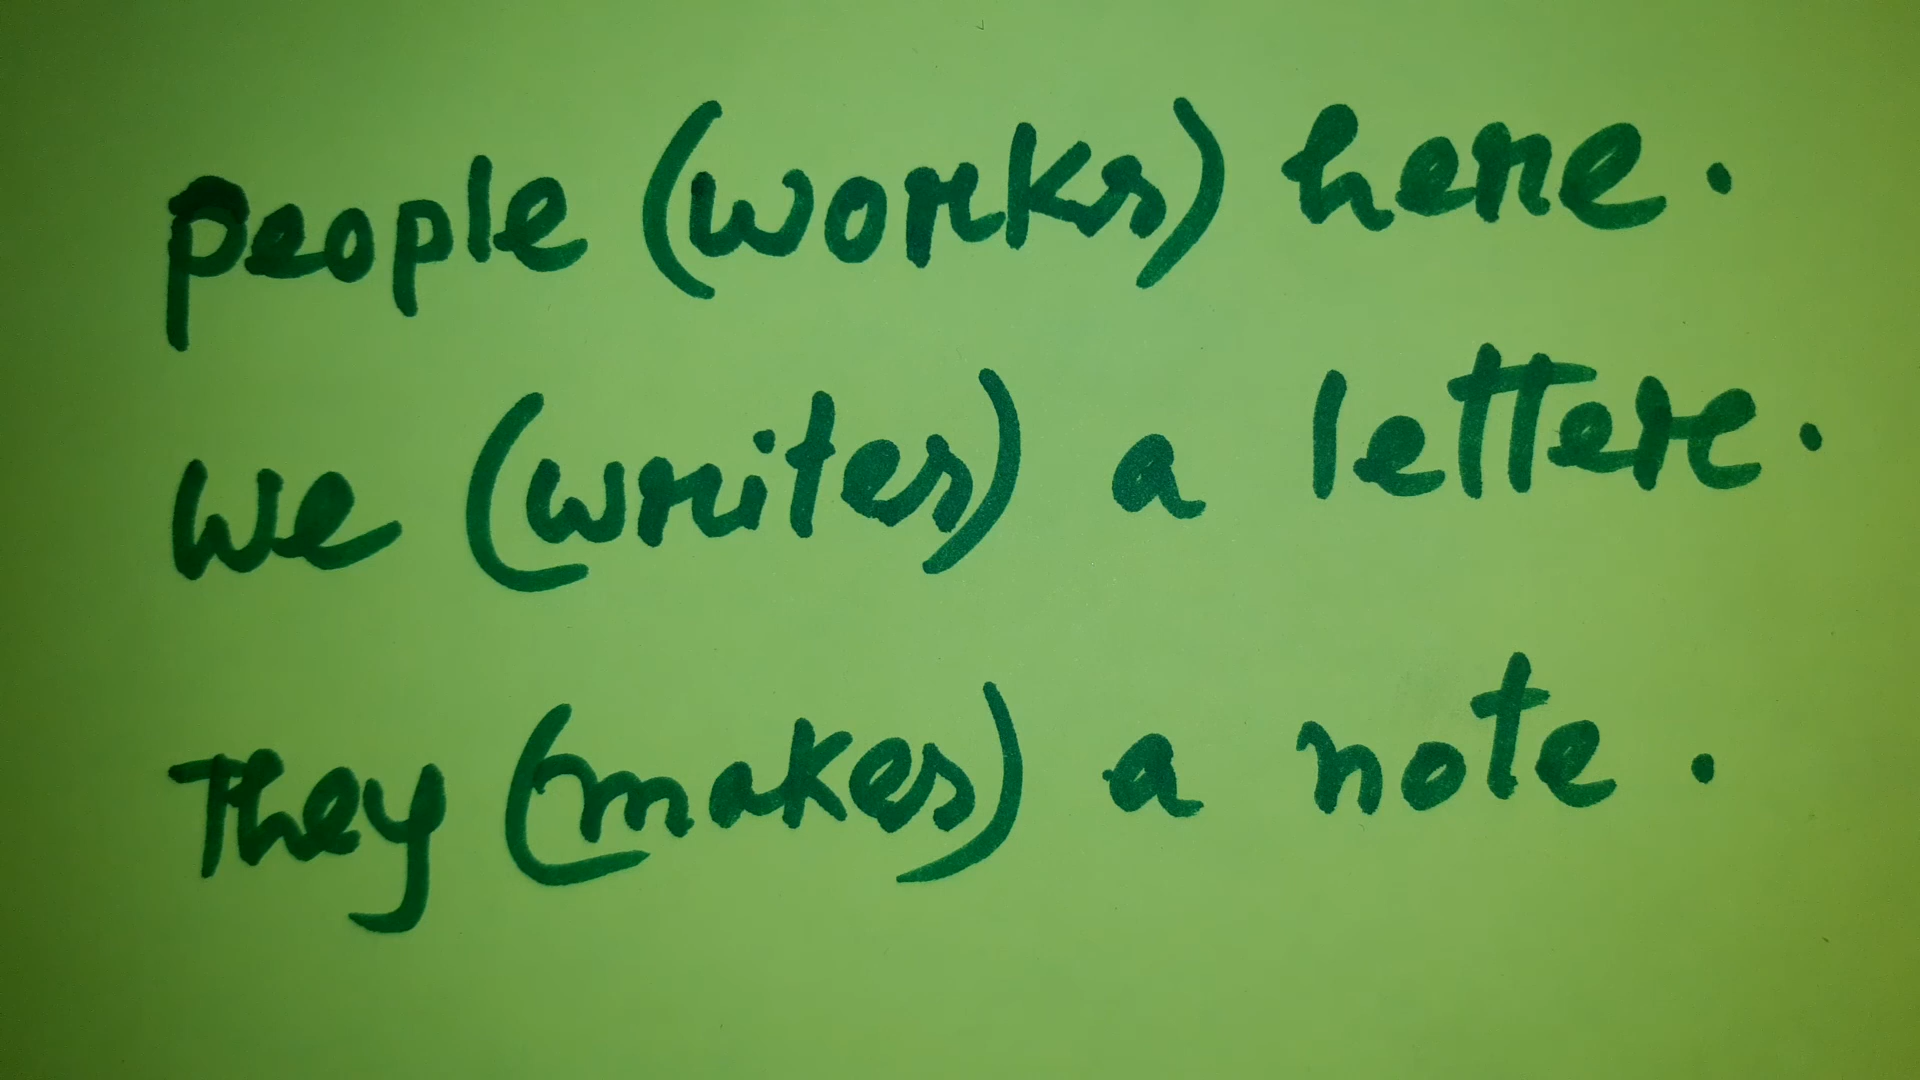 people (works) here.
we (writes) a letter.
They (makes) a note.